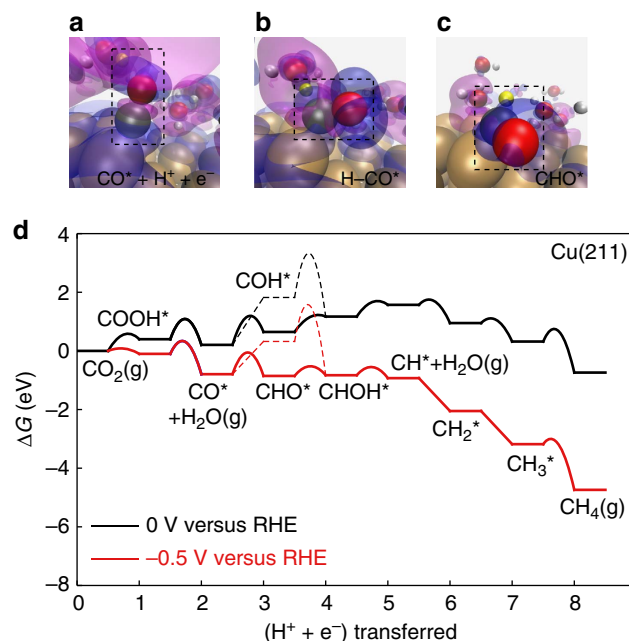 a
b
c
CO* + H⁺ + e⁻
H–CO*
CHO*
d
4
2
0
−2
−4
−6
−8
ΔG (eV)
Cu(211)
COH*
COOH*
CO₂(g)
CO*
+H₂O(g)
CHO*
CHOH*
CH*+H₂O(g)
CH₂*
CH₃*
CH₄(g)
0 V versus RHE
−0.5 V versus RHE
0 1 2 3 4 5 6 7 8
(H⁺ + e⁻) transferred